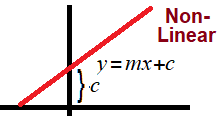 Non-
Linear
y=mx+c
c